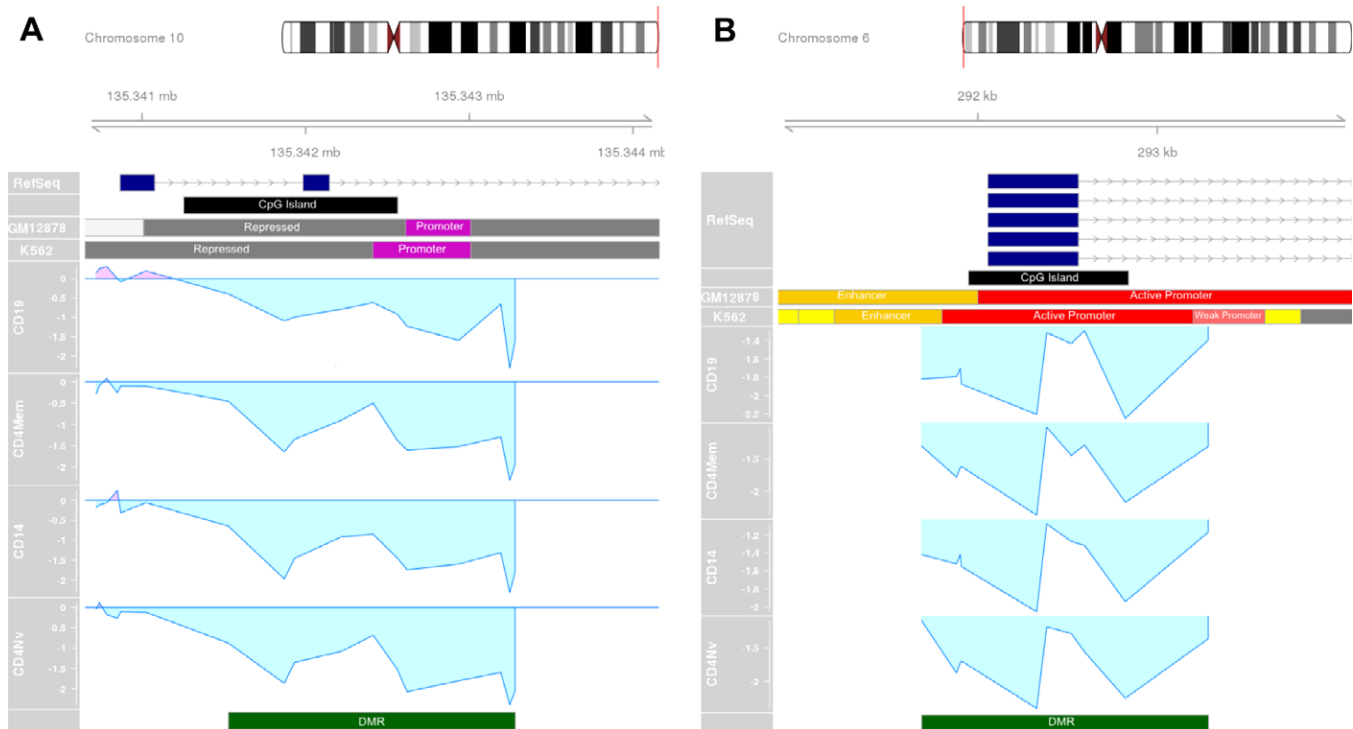 A
Chromosome 10
135.341 mb
135.343 mb
135.342 mb
135.344 mb
RefSeq
CpG Island
GM12878
Repressed
Promoter
K562
Repressed
Promoter
CD19
0
-0.5
-1
-1.5
-2
CD4Mem
0
-0.5
-1
-1.5
-2
CD14
0
-0.5
-1
-1.5
-2
CD4Nv
0
-0.5
-1
-1.5
-2
DMR
B
Chromosome 6
292 kb
293 kb
RefSeq
CpG Island
GM12878
Enhancer
Active Promoter
K562
Enhancer
Active Promoter
Weak Promoter
CD19
-1.4
-1.6
-1.8
-2
-2.2
CD4Mem
-1.5
-2
CD14
-1.2
-1.4
-1.6
-1.8
-2
CD4Nv
-1.5
-2
DMR